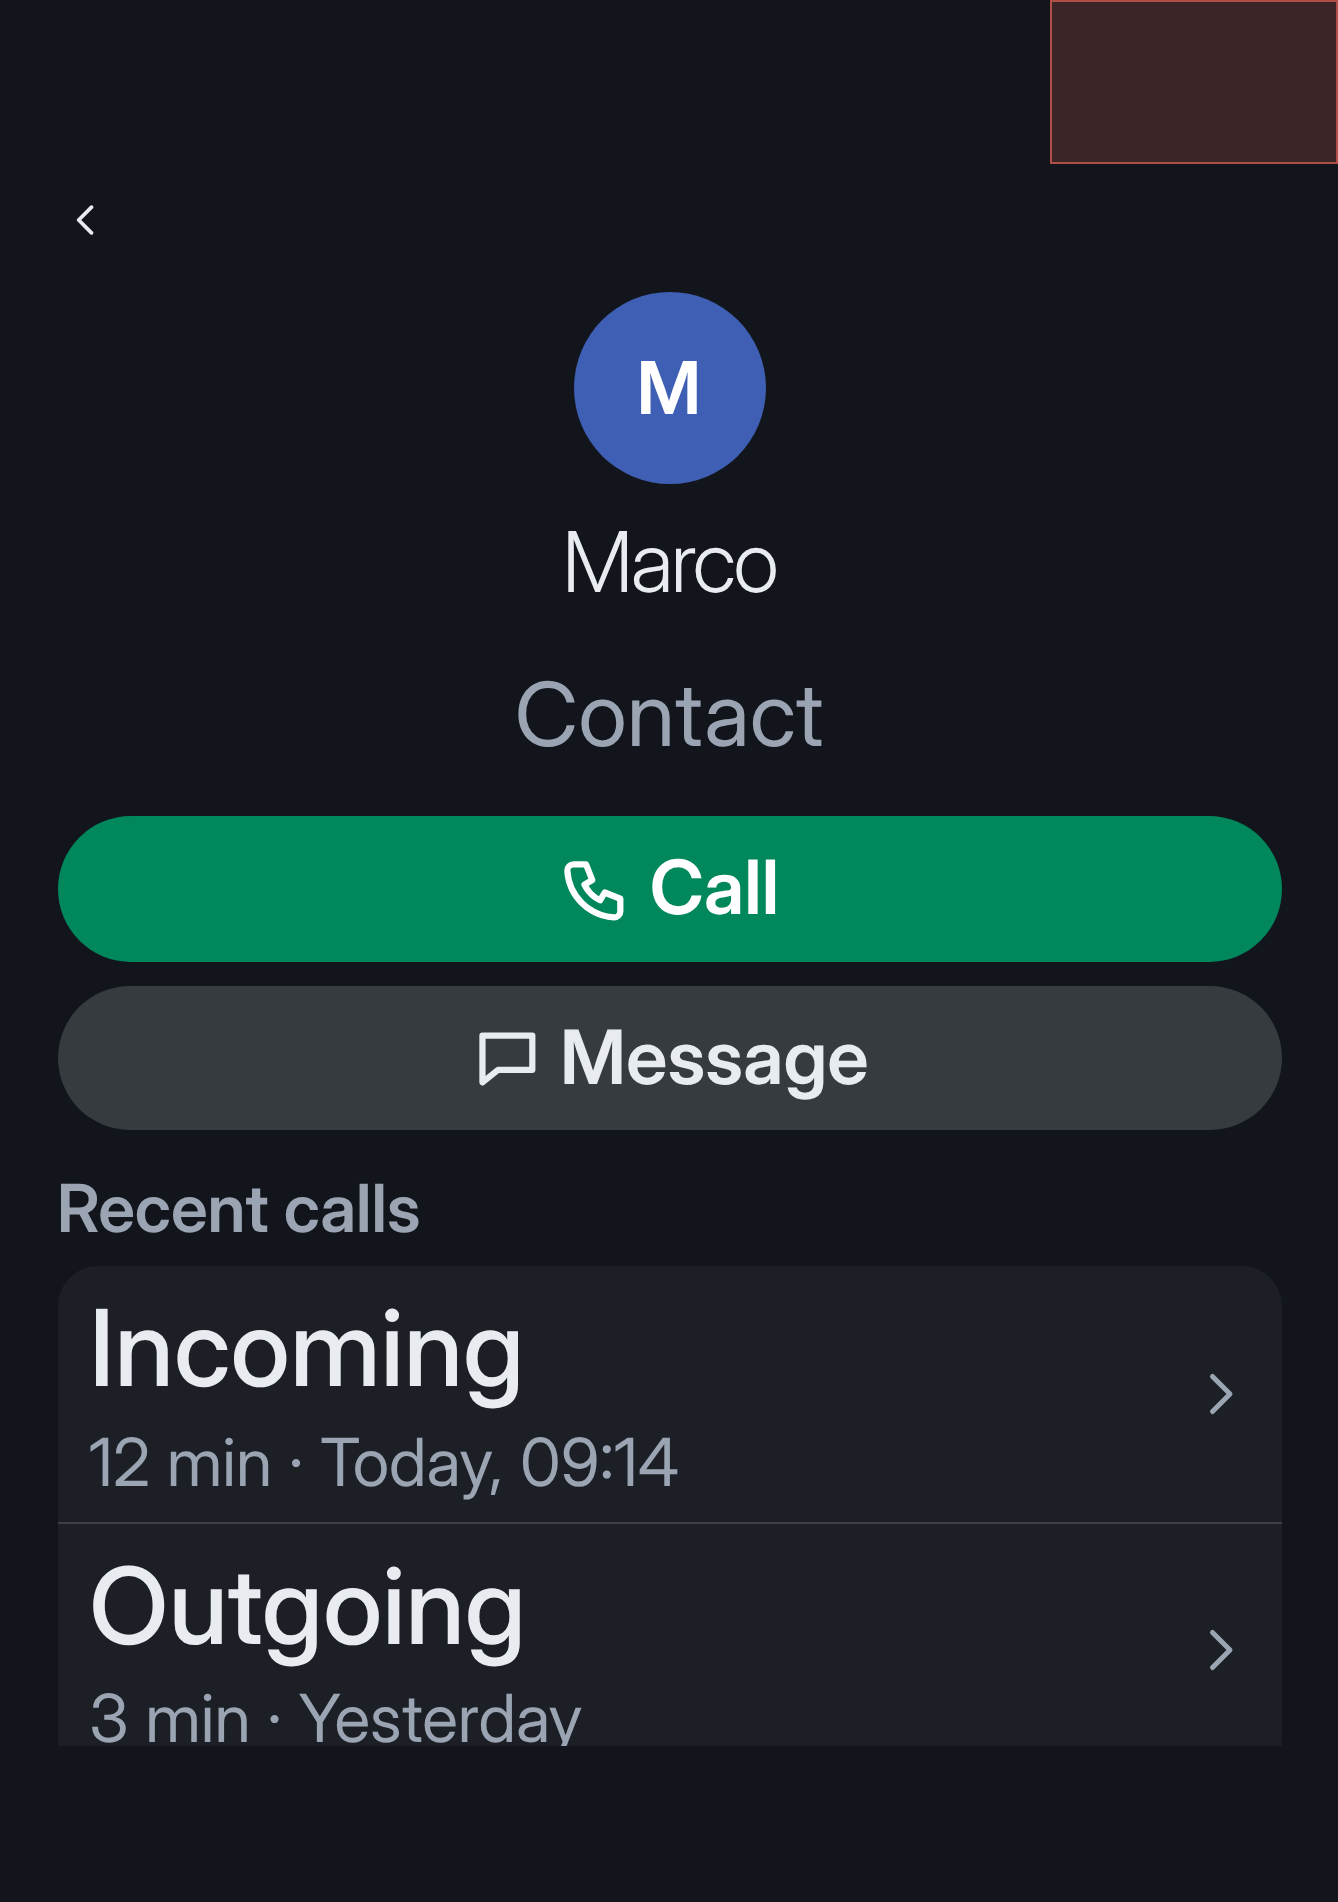 M
Marco
Contact
Call
Message
Recent calls
Incoming
12 min · Today, 09:14
Outgoing
3 min · Yesterday